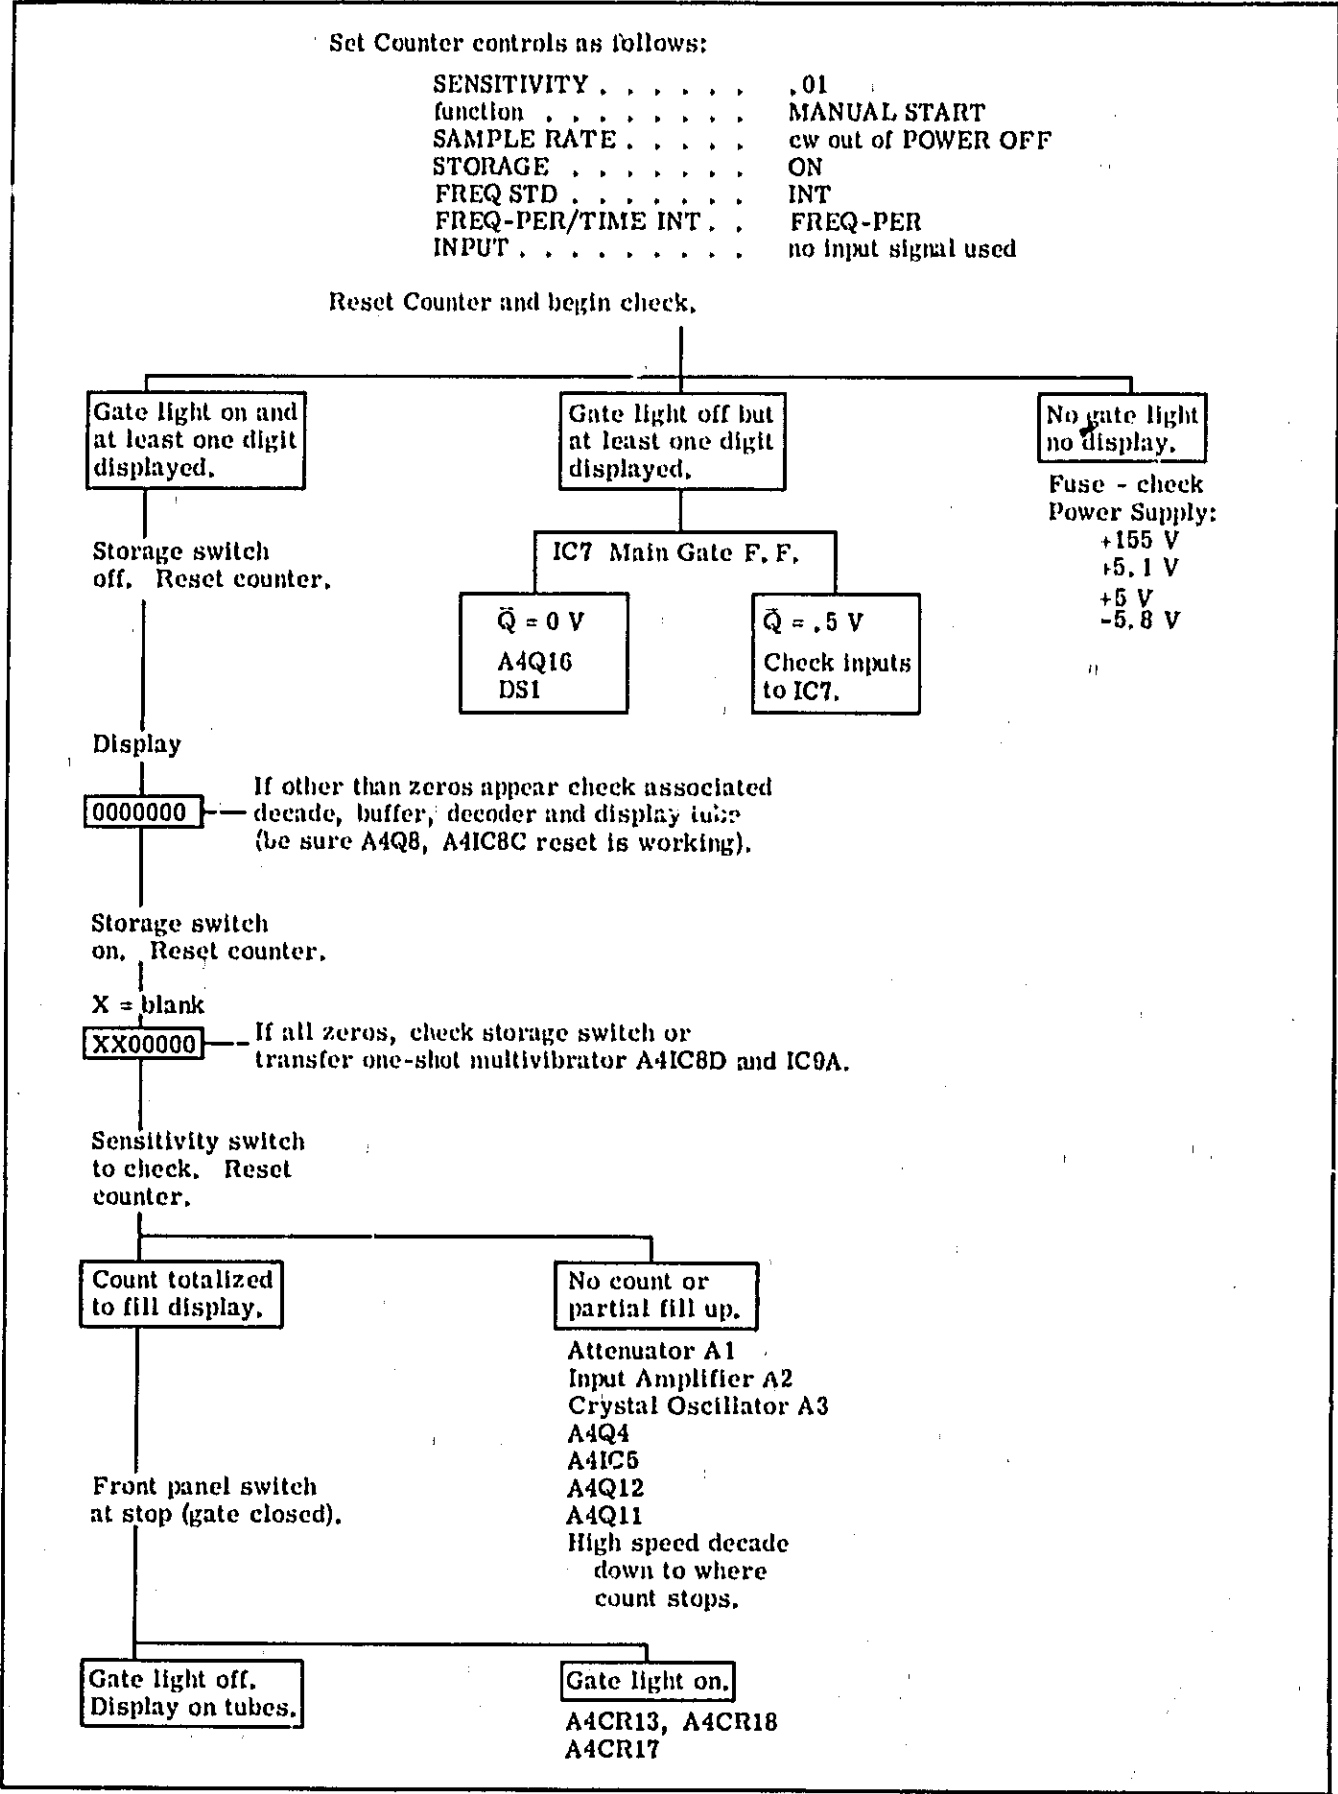 Set Counter controls as follows:
SENSITIVITY . . . . . . .01
function . . . . . . . . MANUAL START
SAMPLE RATE . . . . . cw out of POWER OFF
STORAGE . . . . . . . ON
FREQ STD . . . . . . . INT
FREQ-PER/TIME INT . . FREQ-PER
INPUT . . . . . . . . . no input signal used
Reset Counter and begin check.
Gate light on and
at least one digit
displayed.
Gate light off but
at least one digit
displayed.
No gate light
no display.
Fuse - check
Power Supply:
+155 V
+5.1 V
+5 V
-5.8 V
Storage switch
off. Reset counter.
IC7 Main Gate F.F.
Q̄ = 0 V
A4Q16
DS1
Q̄ = .5 V
Check inputs
to IC7.
Display
0000000
If other than zeros appear check associated
decade, buffer, decoder and display tube
(be sure A4Q8, A4IC8C reset is working).
Storage switch
on. Reset counter.
X = blank
XX00000
If all zeros, check storage switch or
transfer one-shot multivibrator A4IC8D and IC9A.
Sensitivity switch
to check. Reset
counter.
Count totalized
to fill display.
No count or
partial fill up.
Attenuator A1
Input Amplifier A2
Crystal Oscillator A3
A4Q4
A4IC5
A4Q12
A4Q11
High speed decade
down to where
count stops.
Front panel switch
at stop (gate closed).
Gate light off.
Display on tubes.
Gate light on.
A4CR13, A4CR18
A4CR17